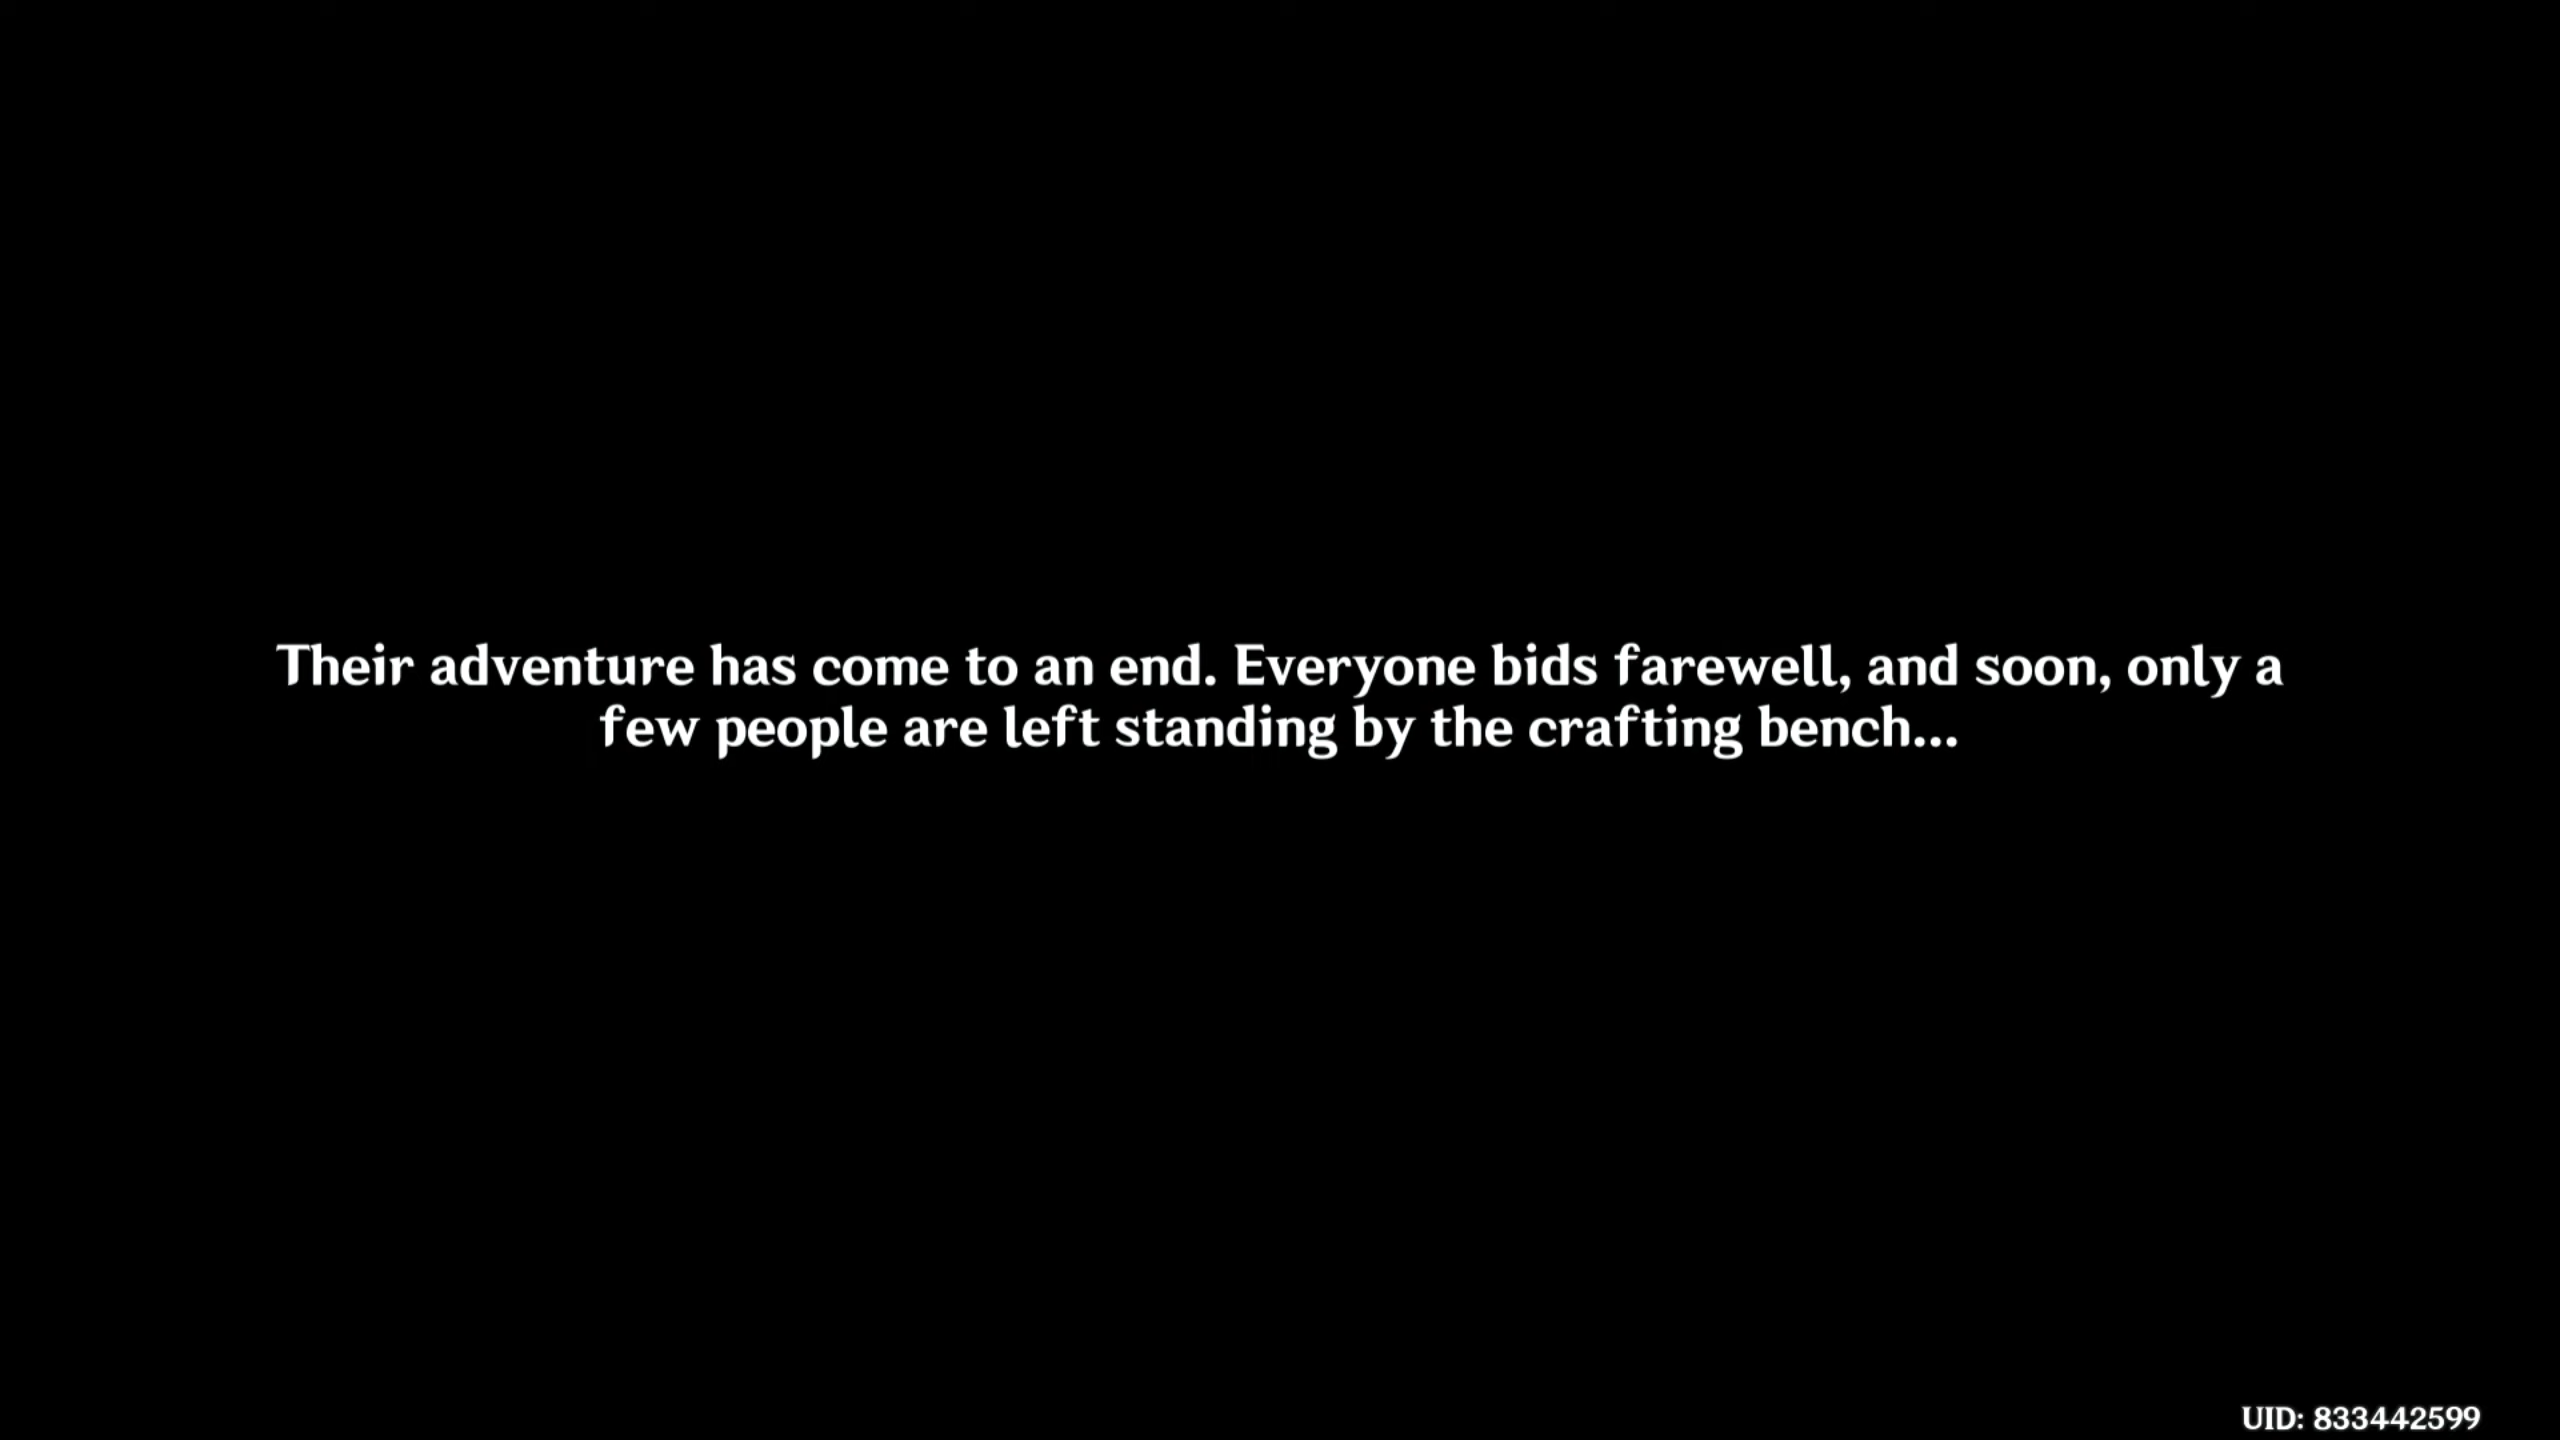 Their adventure has come to an end. Everyone bids farewell, and soon, only a
few people are left standing by the crafting bench...
UID: 833442599